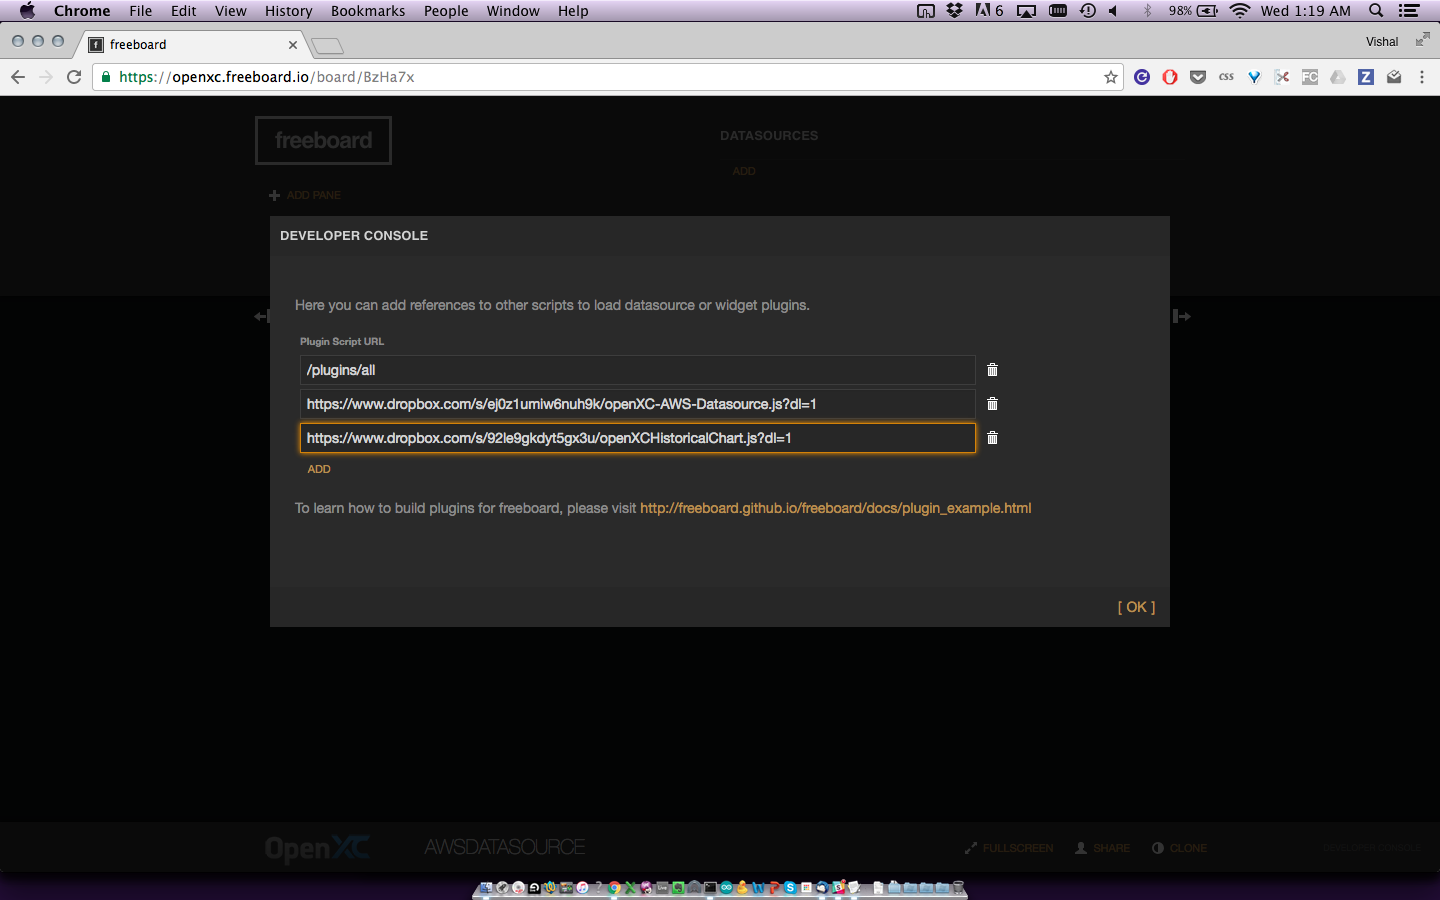 Chrome File Edit View History Bookmarks People Window Help 6 98% Wed 1:19 AM
freeboard Vishal
https://openxc.freeboard.io/board/BzHa7x
freeboard
DATASOURCES
ADD
ADD PANE
DEVELOPER CONSOLE
Here you can add references to other scripts to load datasource or widget plugins.
Plugin Script URL
/plugins/all
https://www.dropbox.com/s/ej0z1umiw6nuh9k/openXC-AWS-Datasource.js?dl=1
https://www.dropbox.com/s/92le9gkdyt5gx3u/openXCHistoricalChart.js?dl=1
ADD
To learn how to build plugins for freeboard, please visit http://freeboard.github.io/freeboard/docs/plugin_example.html
[ OK ]
OpenXC AWSDATASOURCE FULLSCREEN SHARE CLONE DEVELOPER CONSOLE